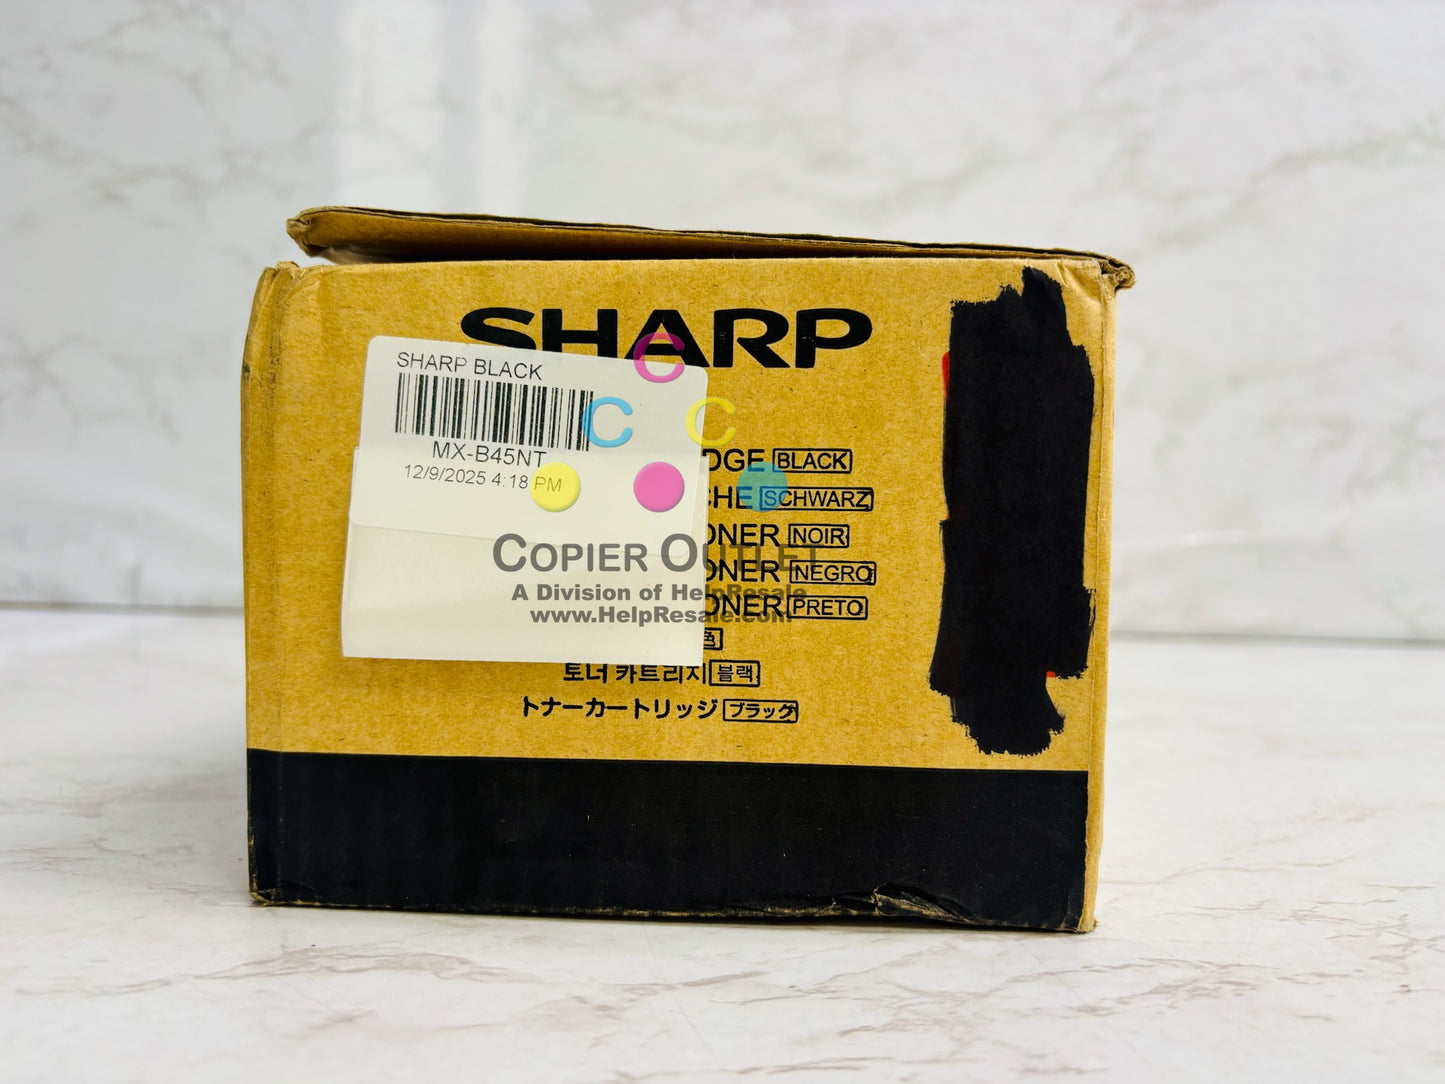 SHARP
SHARP BLACK
MX-B45NT
12/9/2025 4:18 PM
DGE BLACK
CHE SCHWARZ
ONER NOIR
ONER NEGRO
ONER PRETO
色
토너 카트리지 블랙
トナーカートリッジ ブラック
C
C C
COPIER OUTLET
A Division of HelpResale
www.HelpResale.com